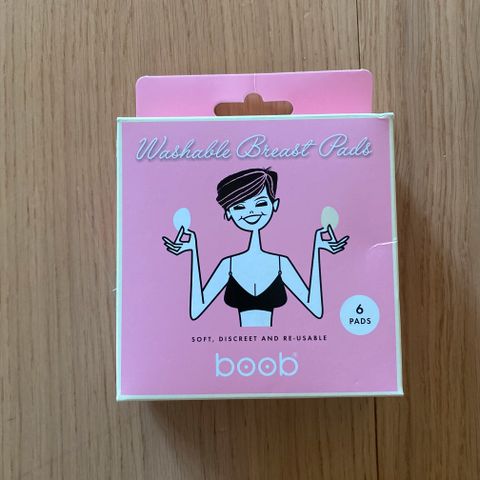 Washable Breast Pads
6
PADS
SOFT, DISCREET AND RE-USABLE
boob®